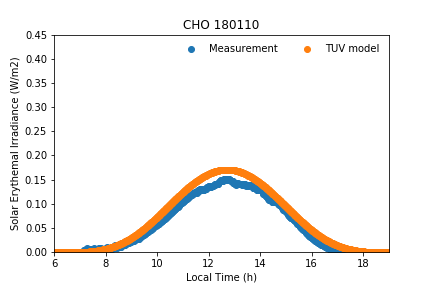 CHO 180110
Measurement TUV model
Solar Erythemal Irradiance (W/m2)
0.45
0.40
0.35
0.30
0.25
0.20
0.15
0.10
0.05
0.00
6 8 10 12 14 16 18
Local Time (h)